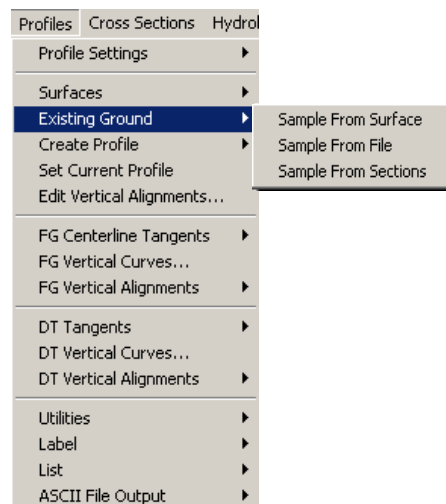 Profiles Cross Sections Hydrol
Profile Settings
Surfaces
Existing Ground
Create Profile
Set Current Profile
Edit Vertical Alignments...
FG Centerline Tangents
FG Vertical Curves...
FG Vertical Alignments
DT Tangents
DT Vertical Curves...
DT Vertical Alignments
Utilities
Label
List
ASCII File Output
Sample From Surface
Sample From File
Sample From Sections